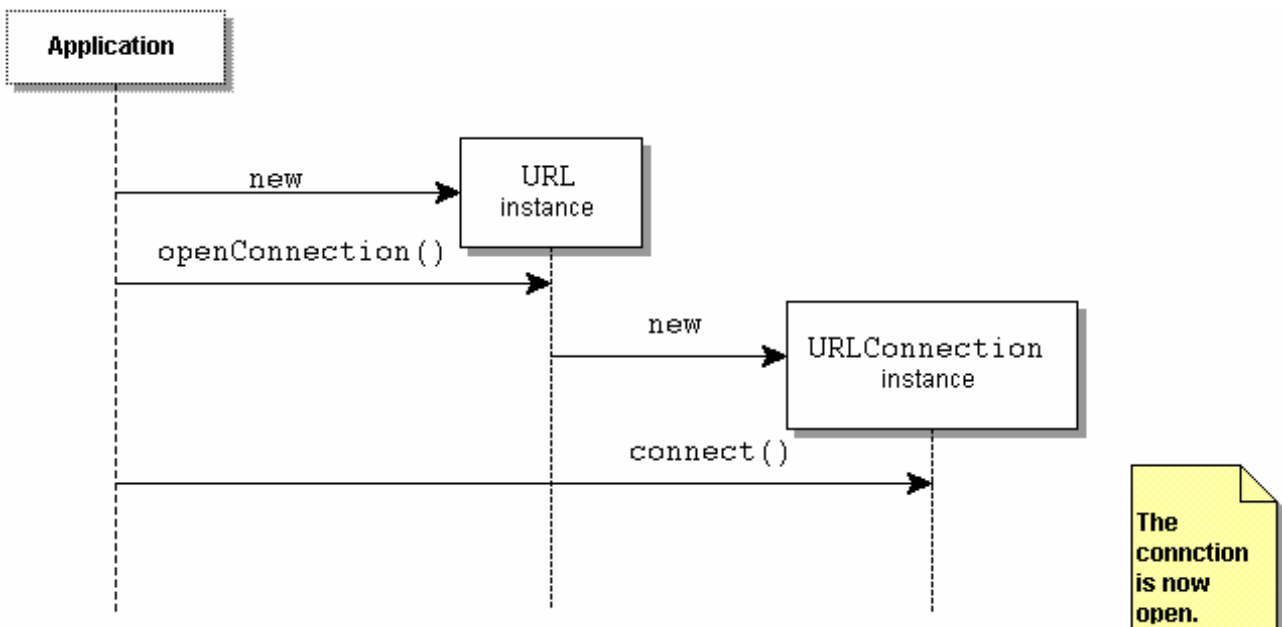 Application
new
URL
instance
openConnection()
new
URLConnection
instance
connect()
The
connction
is now
open.